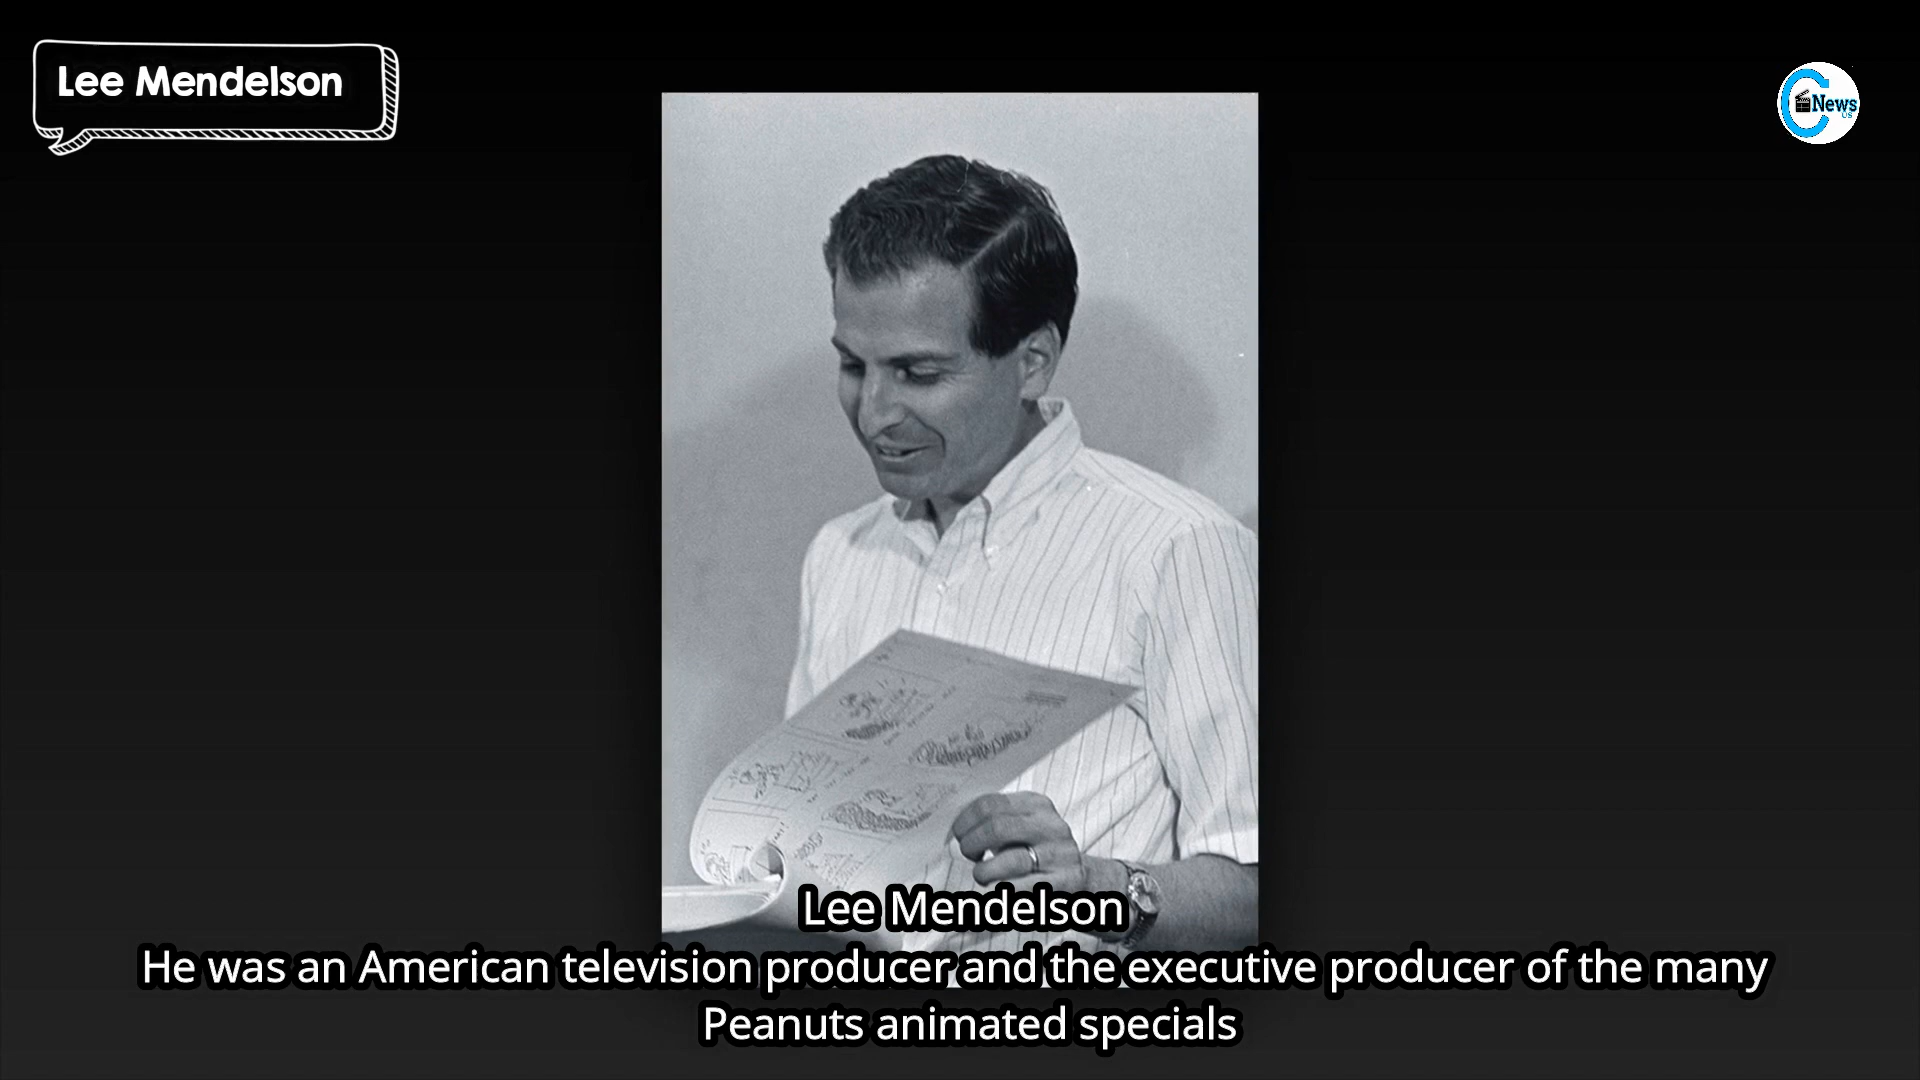 Lee Mendelson
News
US
Lee Mendelson
He was an American television producer and the executive producer of the many
Peanuts animated specials